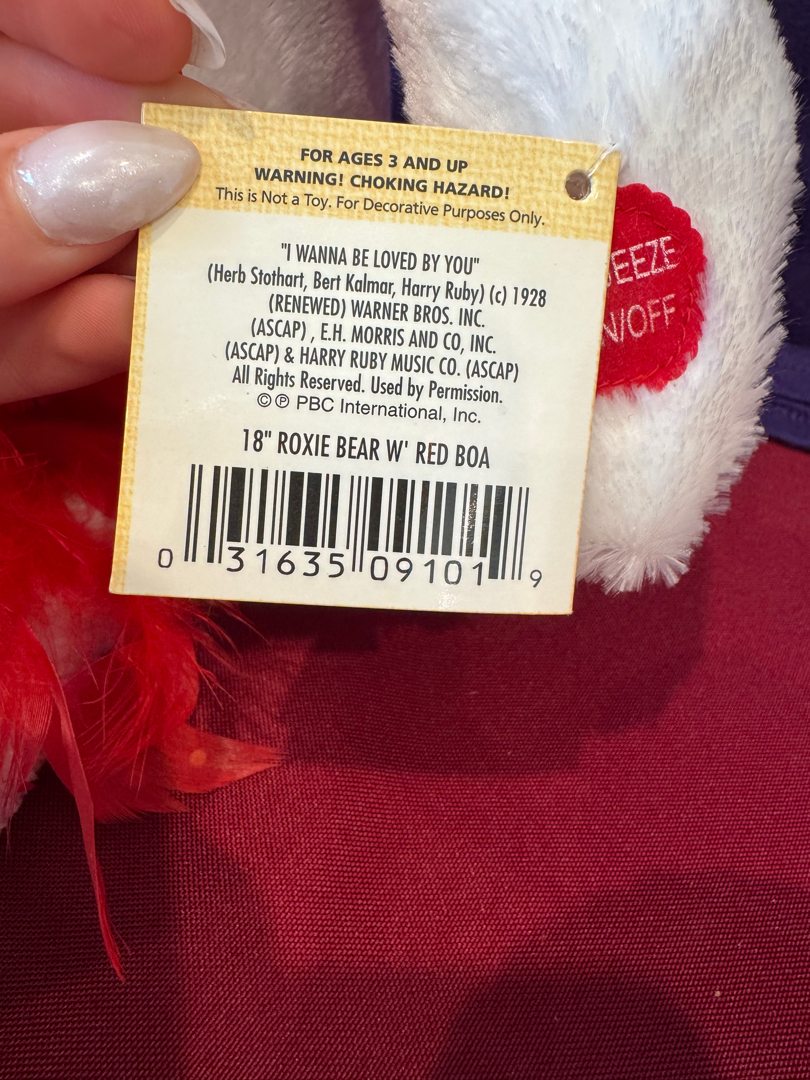 FOR AGES 3 AND UP
WARNING! CHOKING HAZARD!
This is Not a Toy. For Decorative Purposes Only.
"I WANNA BE LOVED BY YOU"
(Herb Stothart, Bert Kalmar, Harry Ruby) (c) 1928
(RENEWED) WARNER BROS. INC.
(ASCAP) , E.H. MORRIS AND CO, INC.
(ASCAP) & HARRY RUBY MUSIC CO. (ASCAP)
All Rights Reserved. Used by Permission.
© ℗ PBC International, Inc.
18" ROXIE BEAR W' RED BOA
0 31635 09101 9
EEZE
N/OFF